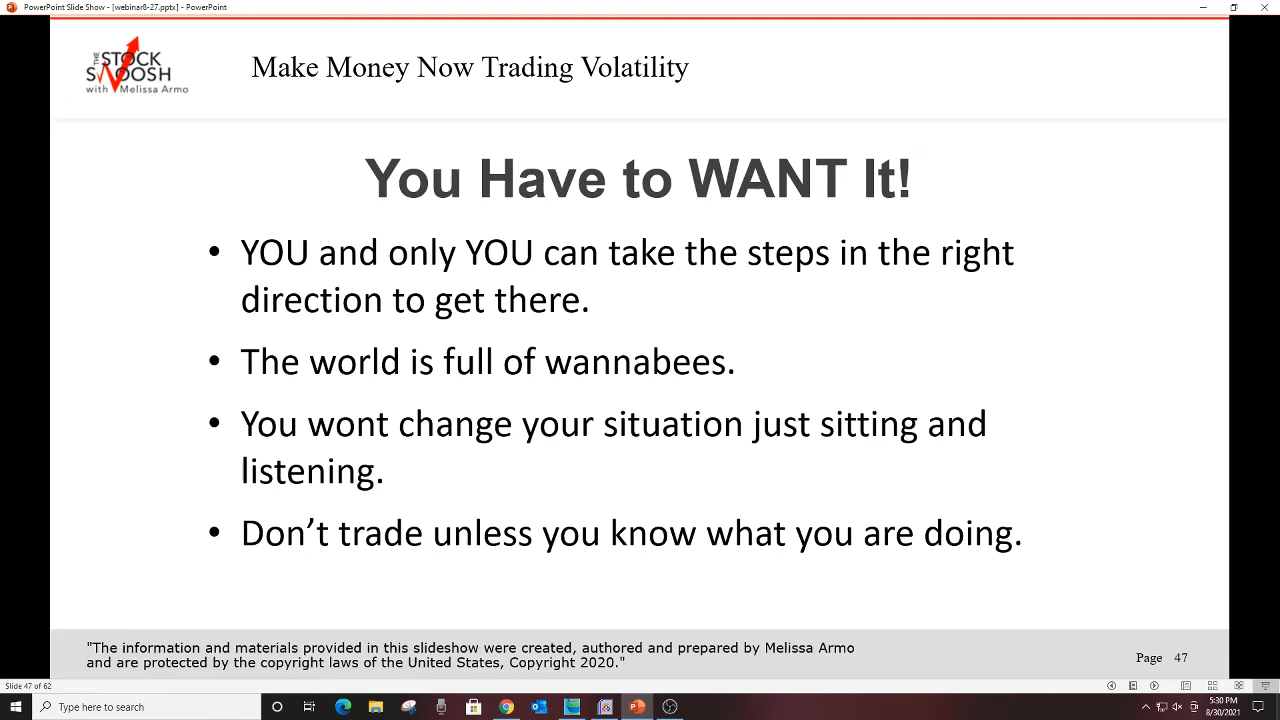 PowerPoint Slide Show - [webinar8-27.pptx] - PowerPoint
THE
STOCK
SWOOSH
with Melissa Armo
Make Money Now Trading Volatility
You Have to WANT It!
• YOU and only YOU can take the steps in the right
direction to get there.
• The world is full of wannabees.
• You wont change your situation just sitting and
listening.
• Don’t trade unless you know what you are doing.
"The information and materials provided in this slideshow were created, authored and prepared by Melissa Armo
and are protected by the copyright laws of the United States, Copyright 2020."
Page 47
Slide 47 of 62
Type here to search
5:30 PM
8/30/2021